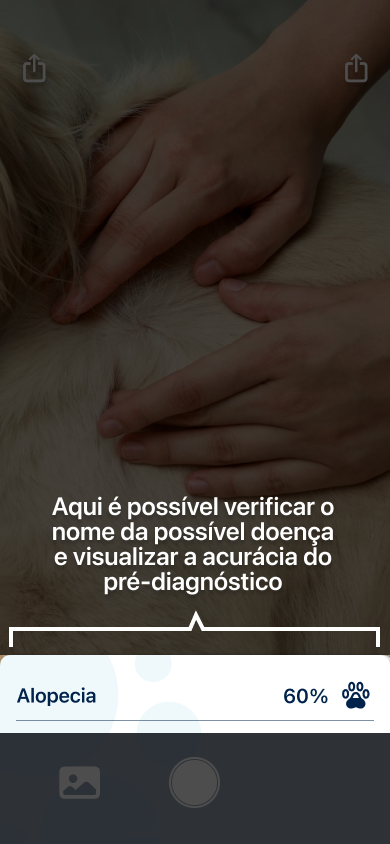 Aqui é possível verificar o
nome da possível doença
e visualizar a acurácia do
pré-diagnóstico
Alopecia 60%